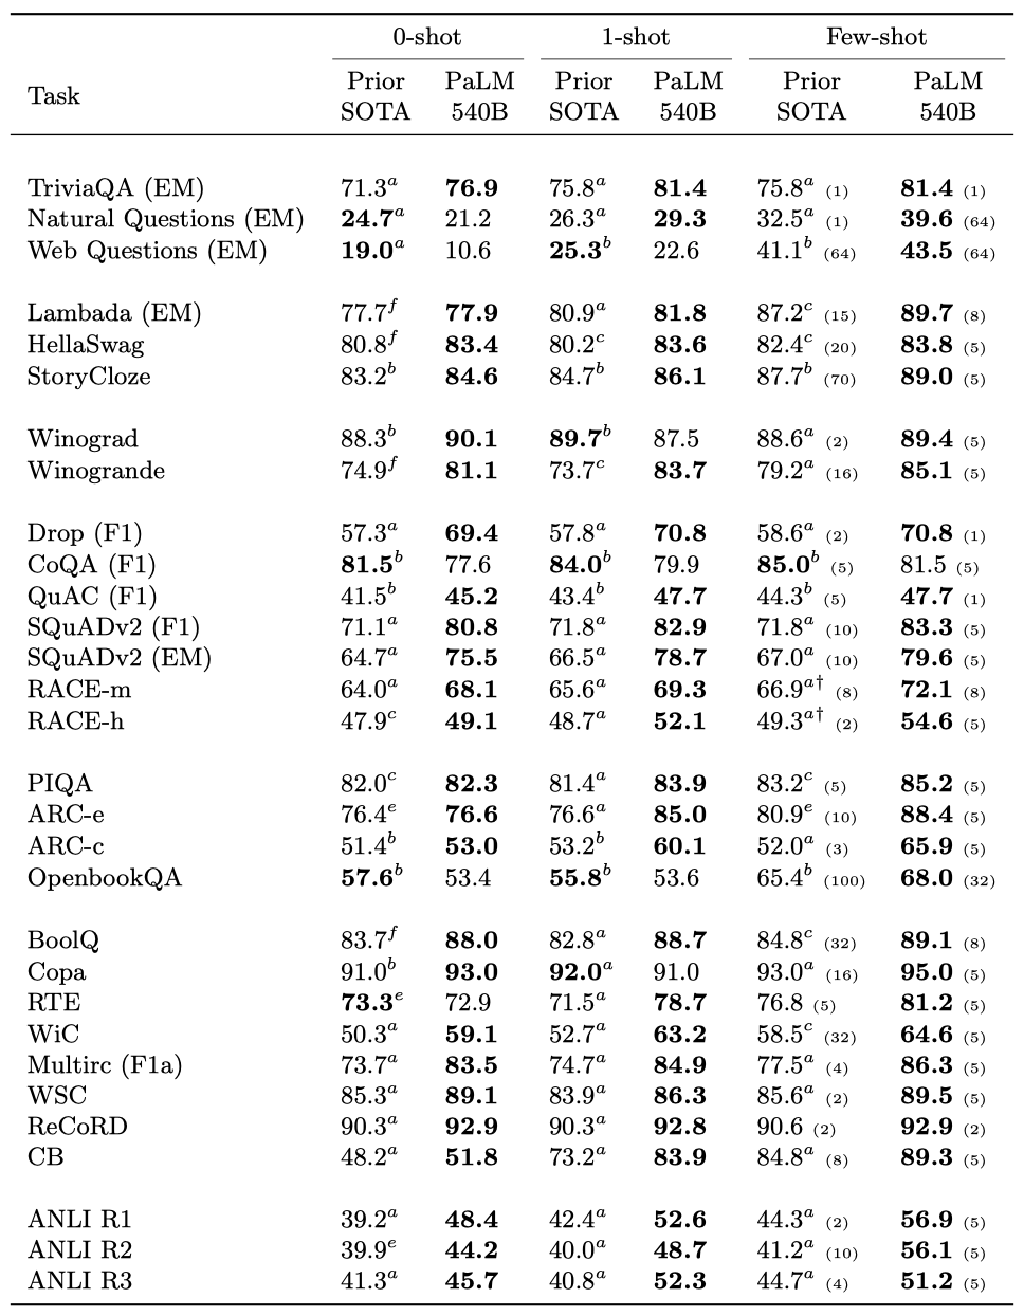 0-shot 1-shot Few-shot
Task Prior SOTA PaLM 540B Prior SOTA PaLM 540B Prior SOTA PaLM 540B
TriviaQA (EM) 71.3^a 76.9 75.8^a 81.4 75.8^a (1) 81.4 (1)
Natural Questions (EM) 24.7^a 21.2 26.3^a 29.3 32.5^a (1) 39.6 (64)
Web Questions (EM) 19.0^a 10.6 25.3^b 22.6 41.1^b (64) 43.5 (64)
Lambada (EM) 77.7^f 77.9 80.9^a 81.8 87.2^c (15) 89.7 (8)
HellaSwag 80.8^f 83.4 80.2^c 83.6 82.4^c (20) 83.8 (5)
StoryCloze 83.2^b 84.6 84.7^b 86.1 87.7^b (70) 89.0 (5)
Winograd 88.3^b 90.1 89.7^b 87.5 88.6^a (2) 89.4 (5)
Winogrande 74.9^f 81.1 73.7^c 83.7 79.2^a (16) 85.1 (5)
Drop (F1) 57.3^a 69.4 57.8^a 70.8 58.6^a (2) 70.8 (1)
CoQA (F1) 81.5^b 77.6 84.0^b 79.9 85.0^b (5) 81.5 (5)
QuAC (F1) 41.5^b 45.2 43.4^b 47.7 44.3^b (5) 47.7 (1)
SQuADv2 (F1) 71.1^a 80.8 71.8^a 82.9 71.8^a (10) 83.3 (5)
SQuADv2 (EM) 64.7^a 75.5 66.5^a 78.7 67.0^a (10) 79.6 (5)
RACE-m 64.0^a 68.1 65.6^a 69.3 66.9^a† (8) 72.1 (8)
RACE-h 47.9^c 49.1 48.7^a 52.1 49.3^a† (2) 54.6 (5)
PIQA 82.0^c 82.3 81.4^a 83.9 83.2^c (5) 85.2 (5)
ARC-e 76.4^e 76.6 76.6^a 85.0 80.9^e (10) 88.4 (5)
ARC-c 51.4^b 53.0 53.2^b 60.1 52.0^a (3) 65.9 (5)
OpenbookQA 57.6^b 53.4 55.8^b 53.6 65.4^b (100) 68.0 (32)
BoolQ 83.7^f 88.0 82.8^a 88.7 84.8^c (32) 89.1 (8)
Copa 91.0^b 93.0 92.0^a 91.0 93.0^a (16) 95.0 (5)
RTE 73.3^e 72.9 71.5^a 78.7 76.8 (5) 81.2 (5)
WiC 50.3^a 59.1 52.7^a 63.2 58.5^c (32) 64.6 (5)
Multirc (F1a) 73.7^a 83.5 74.7^a 84.9 77.5^a (4) 86.3 (5)
WSC 85.3^a 89.1 83.9^a 86.3 85.6^a (2) 89.5 (5)
ReCoRD 90.3^a 92.9 90.3^a 92.8 90.6 (2) 92.9 (2)
CB 48.2^a 51.8 73.2^a 83.9 84.8^a (8) 89.3 (5)
ANLI R1 39.2^a 48.4 42.4^a 52.6 44.3^a (2) 56.9 (5)
ANLI R2 39.9^e 44.2 40.0^a 48.7 41.2^a (10) 56.1 (5)
ANLI R3 41.3^a 45.7 40.8^a 52.3 44.7^a (4) 51.2 (5)